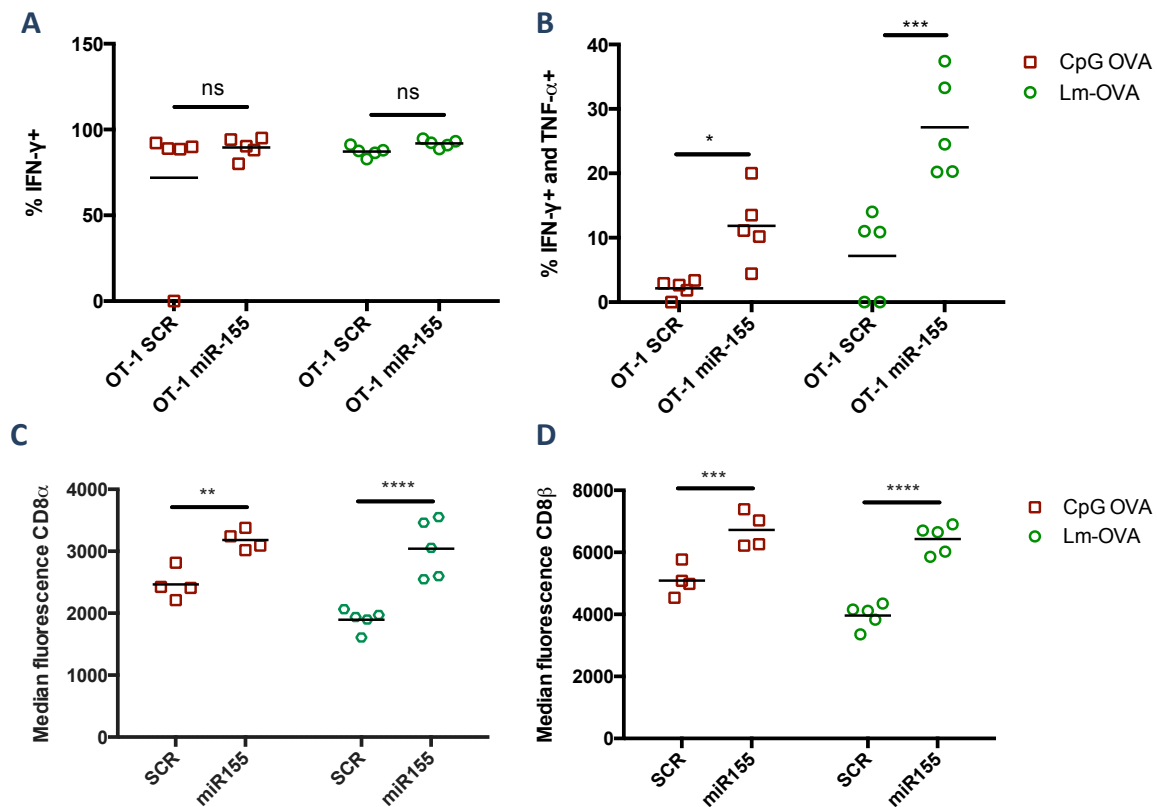 A
% IFN-γ+
150
100
50
0
ns
ns
OT-1 SCR
OT-1 miR-155
OT-1 SCR
OT-1 miR-155
B
% IFN-γ+ and TNF-α+
40
30
20
10
0
*
***
OT-1 SCR
OT-1 miR-155
OT-1 SCR
OT-1 miR-155
CpG OVA
Lm-OVA
C
Median fluorescence CD8α
4000
3000
2000
1000
0
**
****
SCR
miR155
SCR
miR155
D
Median fluorescence CD8β
8000
6000
4000
2000
0
***
****
SCR
miR155
SCR
miR155
CpG OVA
Lm-OVA